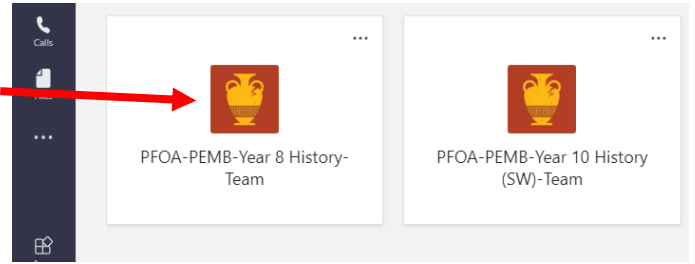 Calls
PFOA-PEMB-Year 8 History-
Team
PFOA-PEMB-Year 10 History
(SW)-Team